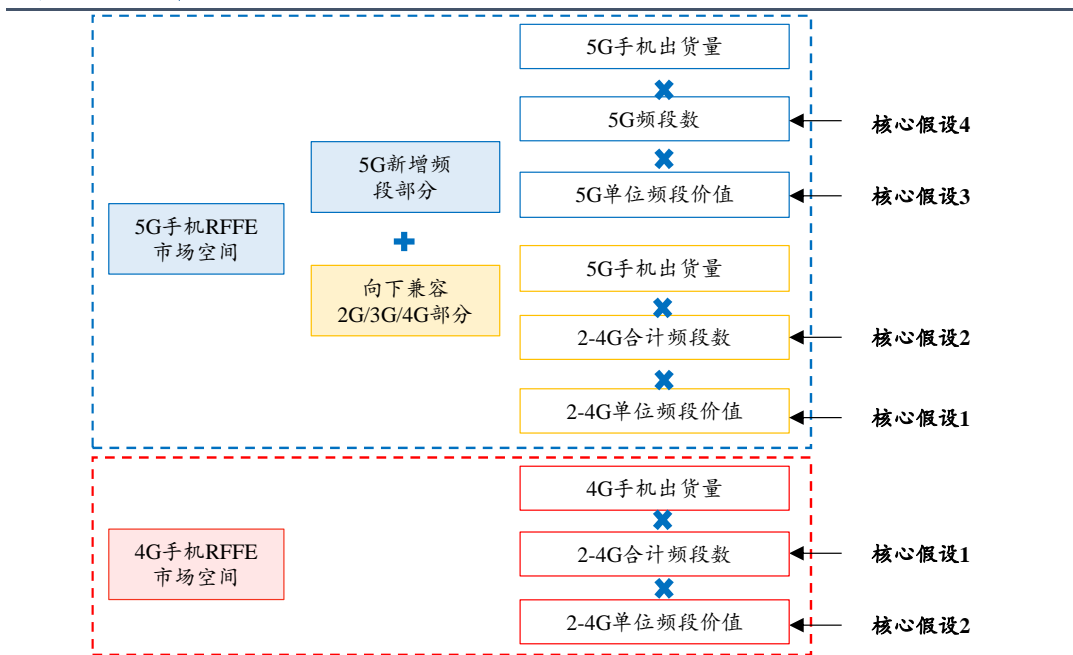 5G手机出货量
5G频段数
核心假设4
5G新增频
段部分
5G单位频段价值
核心假设3
5G手机RFFE
市场空间
5G手机出货量
向下兼容
2G/3G/4G部分
2-4G合计频段数
核心假设2
2-4G单位频段价值
核心假设1
4G手机出货量
4G手机RFFE
市场空间
2-4G合计频段数
核心假设1
2-4G单位频段价值
核心假设2